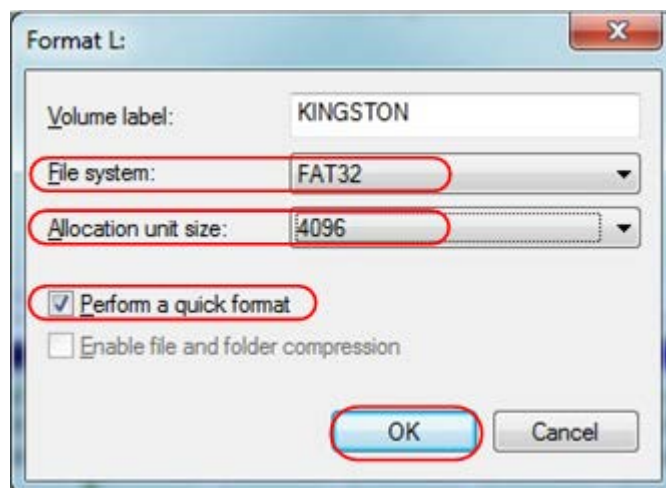 Format L:
Volume label: KINGSTON
File system: FAT32
Allocation unit size: 4096
Perform a quick format
Enable file and folder compression
OK Cancel